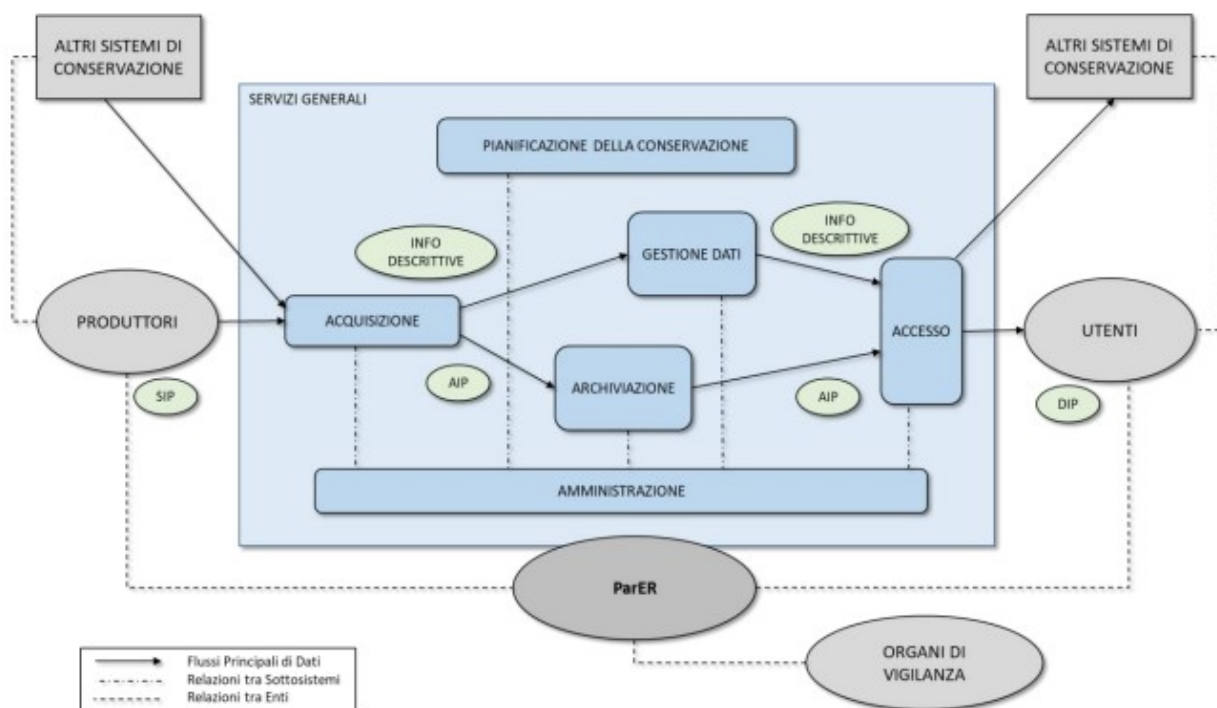 ALTRI SISTEMI DI
CONSERVAZIONE
ALTRI SISTEMI DI
CONSERVAZIONE
SERVIZI GENERALI
PIANIFICAZIONE DELLA CONSERVAZIONE
INFO
DESCRITTIVE
GESTIONE DATI
INFO
DESCRITTIVE
PRODUTTORI
ACQUISIZIONE
ACCESSO
UTENTI
SIP
AIP
ARCHIVIAZIONE
AIP
DIP
AMMINISTRAZIONE
ParER
ORGANI DI
VIGILANZA
Flussi Principali di Dati
Relazioni tra Sottosistemi
Relazioni tra Enti